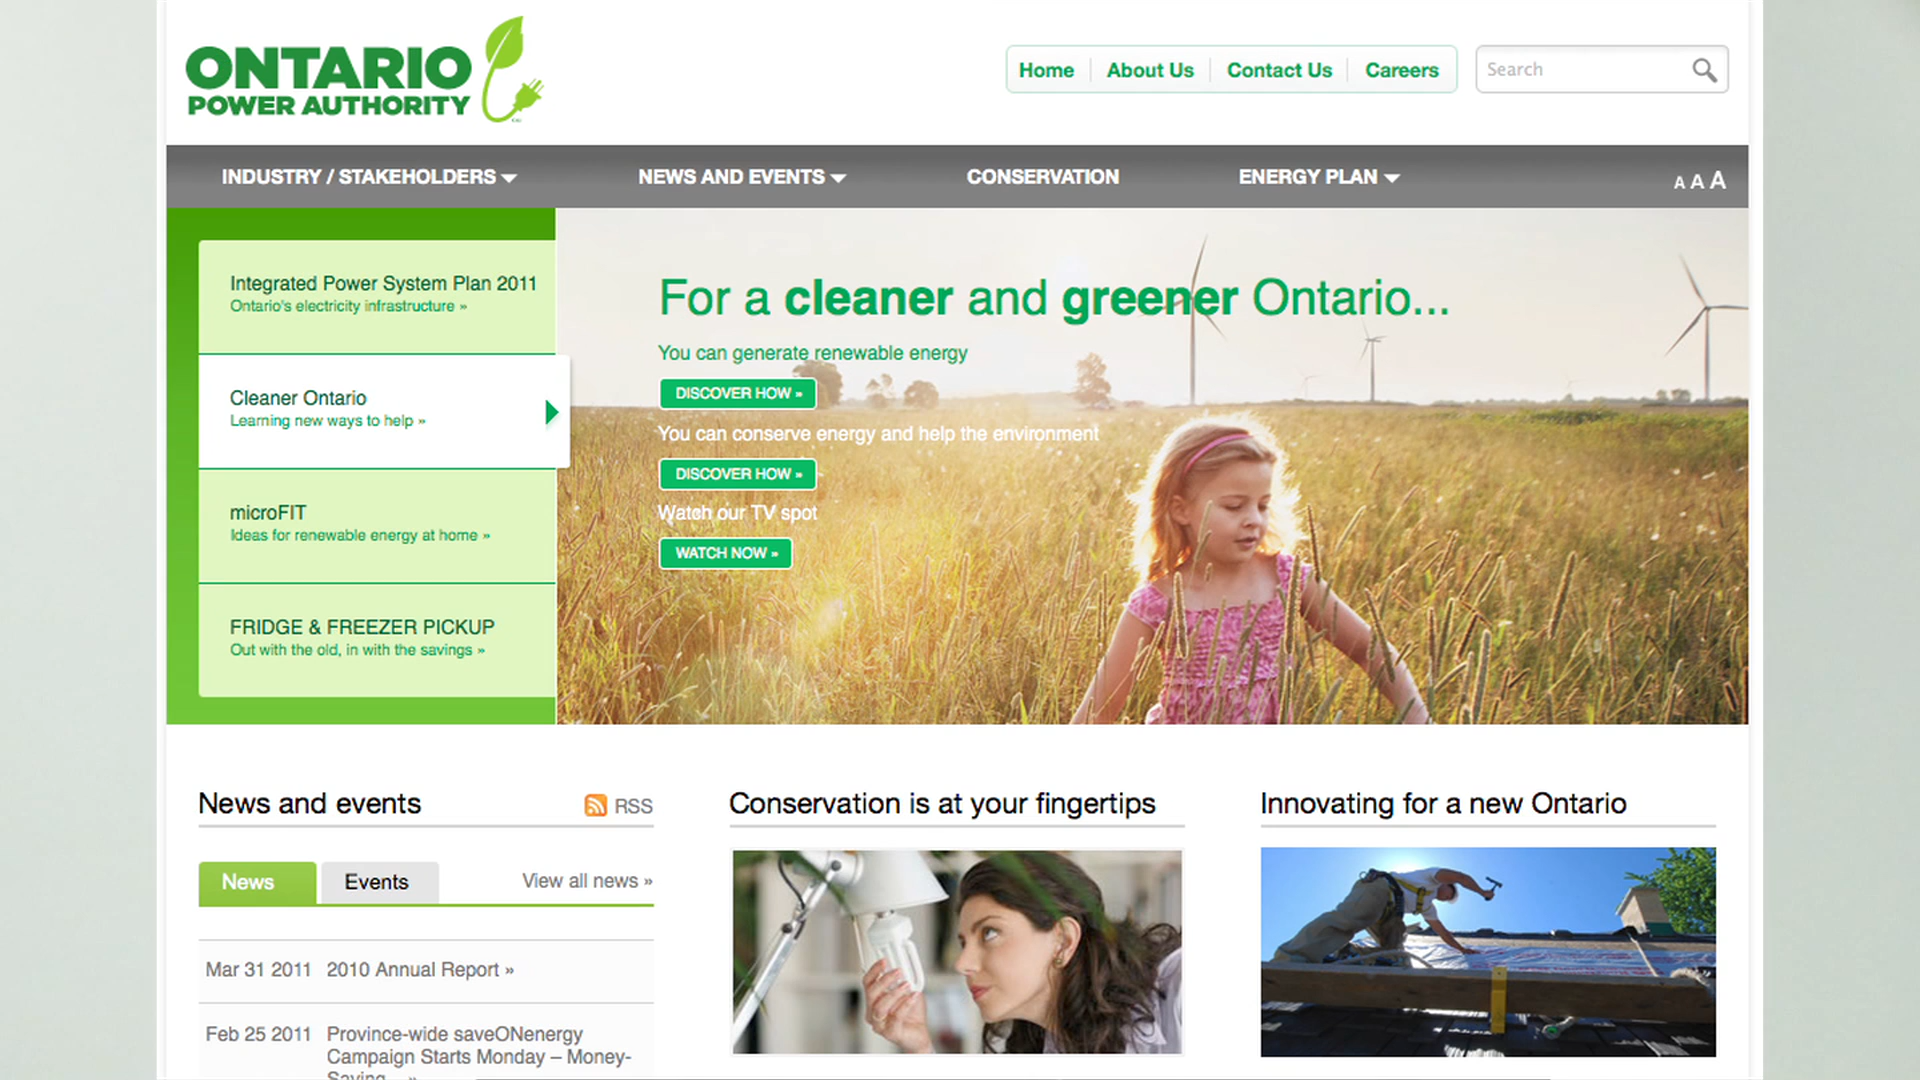 ONTARIO
POWER AUTHORITY
Home
About Us
Contact Us
Careers
Search
INDUSTRY / STAKEHOLDERS
NEWS AND EVENTS
CONSERVATION
ENERGY PLAN
A A A
Integrated Power System Plan 2011
Ontario's electricity infrastructure »
Cleaner Ontario
Learning new ways to help »
microFIT
Ideas for renewable energy at home »
FRIDGE & FREEZER PICKUP
Out with the old, in with the savings »
For a cleaner and greener Ontario...
You can generate renewable energy
DISCOVER HOW »
You can conserve energy and help the environment
DISCOVER HOW »
Watch our TV spot
WATCH NOW »
News and events
RSS
News
Events
View all news »
Mar 31 2011 2010 Annual Report »
Feb 25 2011 Province-wide saveONenergy
Campaign Starts Monday – Money-
Saving... »
Conservation is at your fingertips
Innovating for a new Ontario